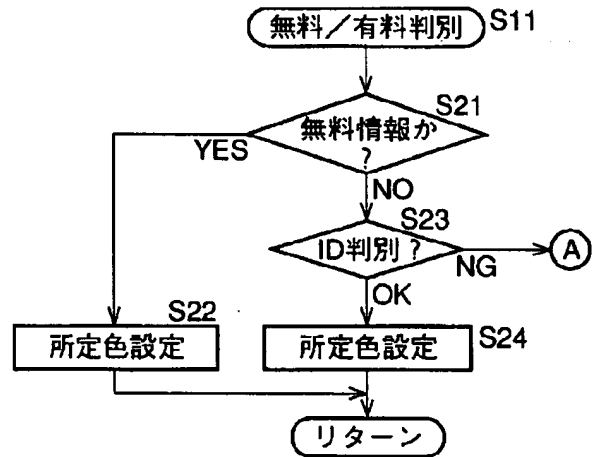 無料／有料判別 S11
S21
無料情報か
?
YES
NO
S23
ID判別?
NG
A
OK
S22
所定色設定
所定色設定 S24
リターン